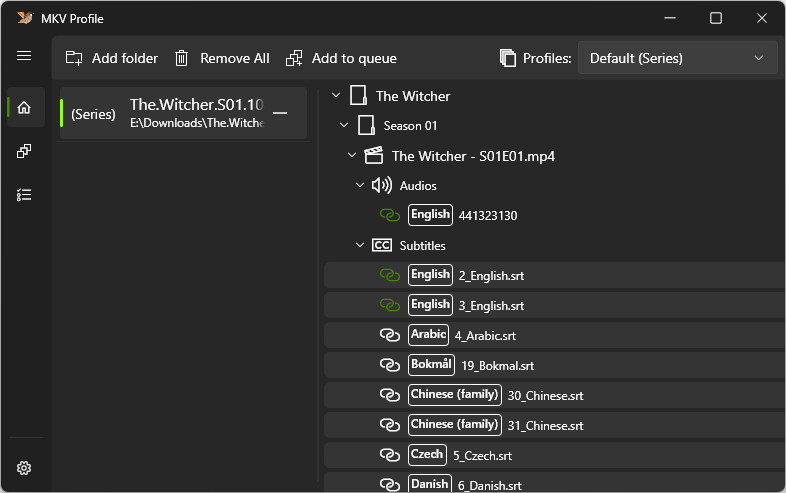 MKV Profile
Add folder
Remove All
Add to queue
Profiles:
Default (Series)
(Series)
The.Witcher.S01.10
E:\Downloads\The.Witche
The Witcher
Season 01
The Witcher - S01E01.mp4
Audios
English 441323130
CC Subtitles
English 2_English.srt
English 3_English.srt
Arabic 4_Arabic.srt
Bokmål 19_Bokmal.srt
Chinese (family) 30_Chinese.srt
Chinese (family) 31_Chinese.srt
Czech 5_Czech.srt
Danish 6_Danish.srt